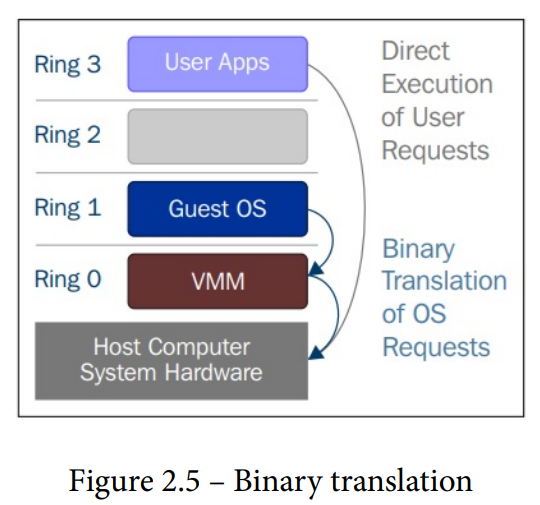 Ring 3
User Apps
Direct
Execution
of User
Requests
Ring 2
Ring 1
Guest OS
Ring 0
VMM
Binary
Translation
of OS
Requests
Host Computer
System Hardware
Figure 2.5 – Binary translation